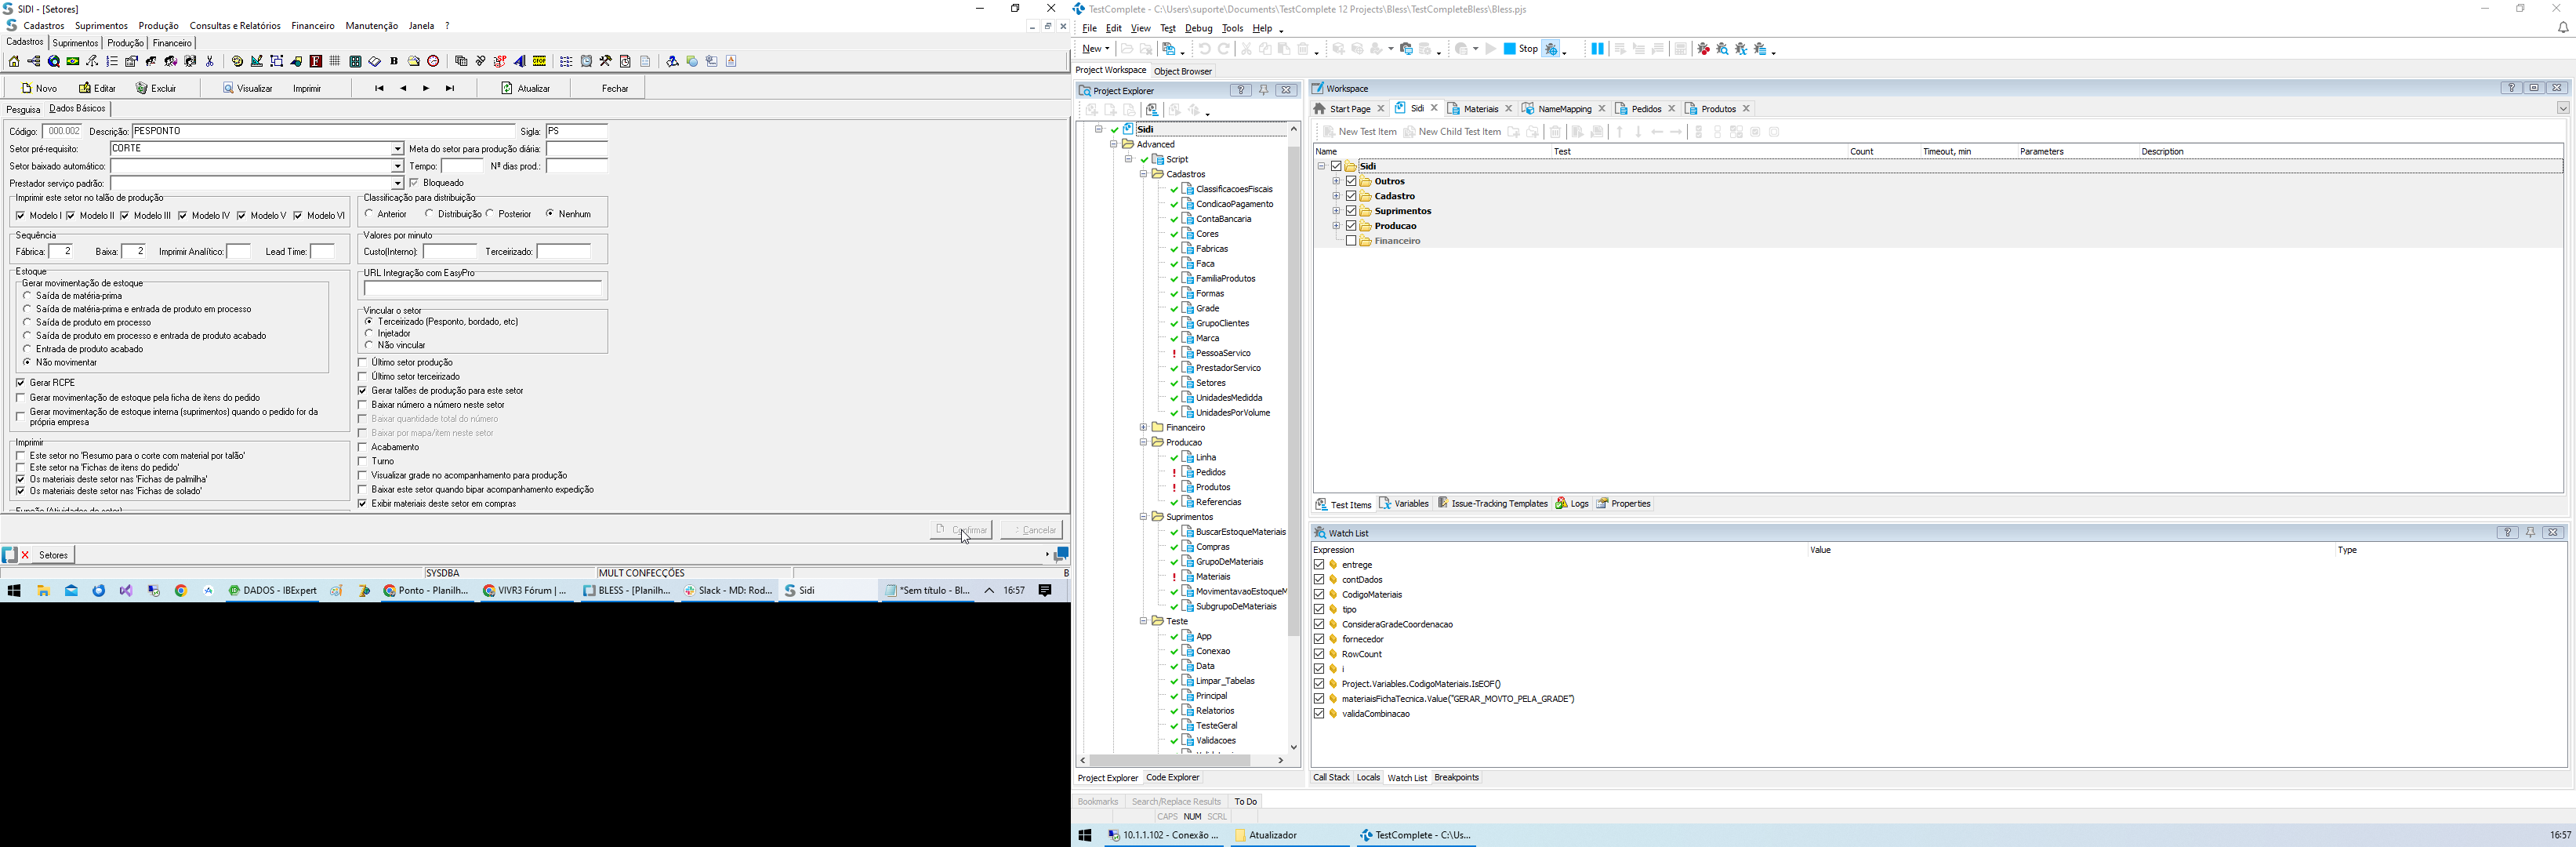 SIDI - [Setores]
Cadastros Suprimentos Produção Consultas e Relatórios Financeiro Manutenção Janela ?
Cadastros Suprimentos Produção Financeiro
Novo Editar Excluir Visualizar Imprimir Atualizar Fechar
Pesquisa Dados Básicos
Código: 000.002 Descrição: PESPONTO Sigla: PS
Setor pré-requisito: CORTE Meta do setor para produção diária:
Setor baixado automático: Tempo: Nº dias prod.:
Prestador serviço padrão: Bloqueado
Imprimir este setor no talão de produção
Modelo I Modelo II Modelo III Modelo IV Modelo V Modelo VI
Classificação para distribuição
Anterior Distribuição Posterior Nenhum
Sequência
Fábrica: 2 Baixa: 2 Imprimir Analítico: Lead Time:
Valores por minuto
Custo(Interno): Terceirizado:
Estoque
Gerar movimentação de estoque
Saída de matéria-prima
Saída de matéria-prima e entrada de produto em processo
Saída de produto em processo
Saída de produto em processo e entrada de produto acabado
Entrada de produto acabado
Não movimentar
Gerar RCPE
Gerar movimentação de estoque pela ficha de itens do pedido
Gerar movimentação de estoque interna (suprimentos) quando o pedido for da
própria empresa
Imprimir
Este setor no 'Resumo para o corte com material por talão'
Este setor na 'Fichas de itens do pedido'
Os materiais deste setor nas 'Fichas de palmilha'
Os materiais deste setor nas 'Fichas de solado'
URL Integração com EasyPro
Vincular o setor
Terceirizado (Pesponto, bordado, etc)
Injetador
Não vincular
Último setor produção
Último setor terceirizado
Gerar talões de produção para este setor
Baixar número a número neste setor
Baixar quantidade total do número
Baixar por mapa/item neste setor
Acabamento
Turno
Visualizar grade no acompanhamento para produção
Baixar este setor quando bipar acompanhamento expedição
Exibir materiais deste setor em compras
Confirmar Cancelar
Setores
SYSDBA MULT CONFECÇÕES B
DADOS - IBExpert Ponto - Planilh... VIVR3 Fórum | ... BLESS - [Planilh... Slack - MD: Rod... Sidi *Sem título - Bl... 16:57
TestComplete - C:\Users\suporte\Documents\TestComplete 12 Projects\Bless\TestCompleteBless\Bless.pjs
File Edit View Test Debug Tools Help
New Stop
Project Workspace Object Browser
Project Explorer
Sidi
Advanced
Script
Cadastros
ClassificacoesFiscais
CondicaoPagamento
ContaBancaria
Cores
Fabricas
Faca
FamiliaProdutos
Formas
Grade
GrupoClientes
Marca
PessoaServico
PrestadorServico
Setores
UnidadesMedidda
UnidadesPorVolume
Financeiro
Producao
Linha
Pedidos
Produtos
Referencias
Suprimentos
BuscarEstoqueMateriais
Compras
GrupoDeMateriais
Materiais
MovimentavaoEstoqueM
SubgrupoDeMateriais
Teste
App
Conexao
Data
Limpar_Tabelas
Principal
Relatorios
TesteGeral
Validacoes
Project Explorer Code Explorer
Workspace
Start Page Sidi Materiais NameMapping Pedidos Produtos
New Test Item New Child Test Item
Name Test Count Timeout, min Parameters Description
Sidi
Outros
Cadastro
Suprimentos
Producao
Financeiro
Test Items Variables Issue-Tracking Templates Logs Properties
Watch List
Expression Value Type
entrege
contDados
CodigoMateriais
tipo
ConsideraGradeCoordenacao
fornecedor
RowCount
i
Project.Variables.CodigoMateriais.IsEOF()
materiaisFichaTecnica.Value("GERAR_MOVTO_PELA_GRADE")
validaCombinacao
Call Stack Locals Watch List Breakpoints
Bookmarks Search/Replace Results To Do
CAPS NUM SCRL
10.1.1.102 - Conexão ... Atualizador TestComplete - C:\Us... 16:57